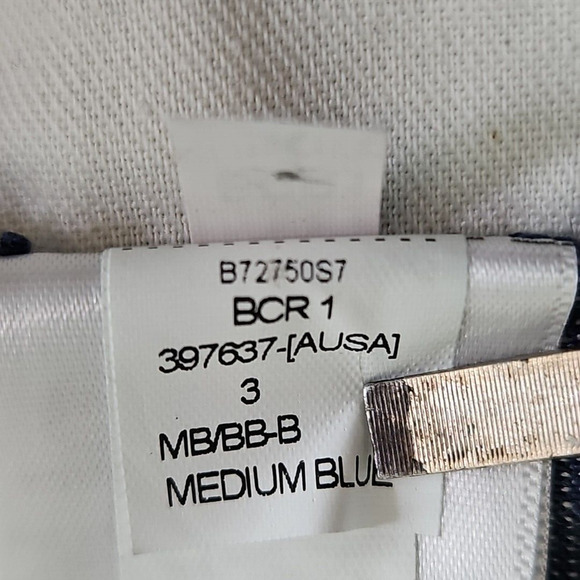 B72750S7
BCR 1
397637-[AUSA]
3
MB/BB-B
MEDIUM BLUE